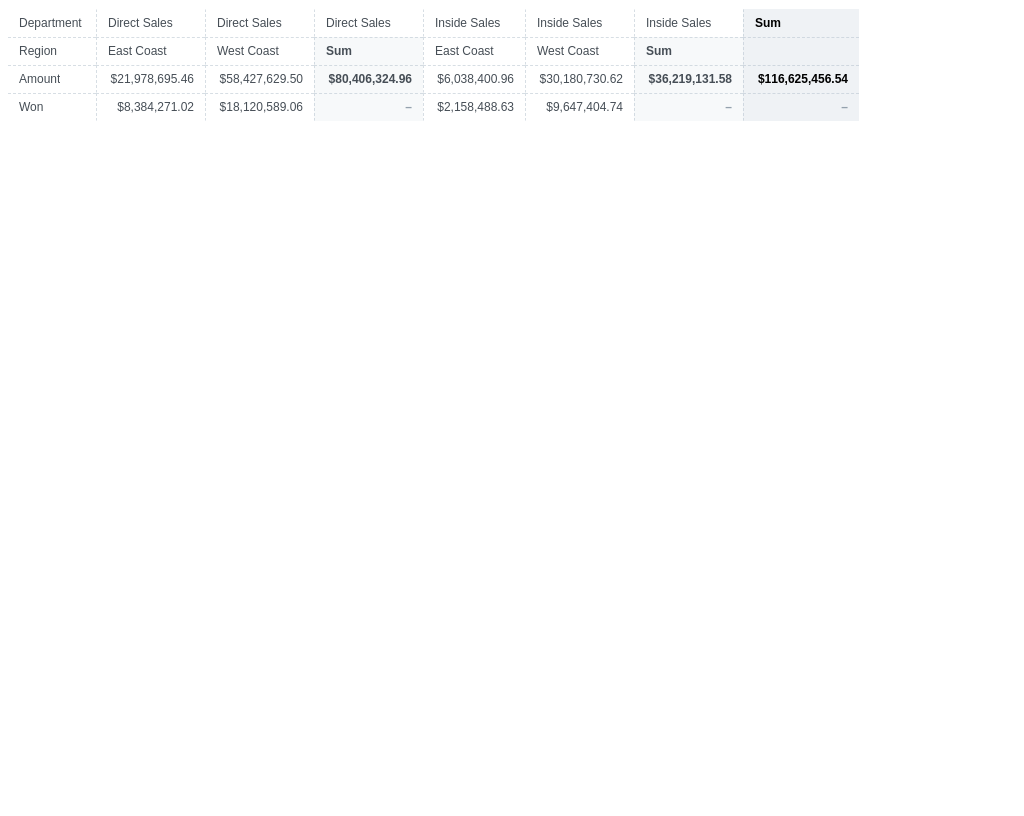 Department Direct Sales Direct Sales Direct Sales Inside Sales Inside Sales Inside Sales Sum
Region East Coast West Coast Sum East Coast West Coast Sum
Amount $21,978,695.46 $58,427,629.50 $80,406,324.96 $6,038,400.96 $30,180,730.62 $36,219,131.58 $116,625,456.54
Won $8,384,271.02 $18,120,589.06 – $2,158,488.63 $9,647,404.74 – –